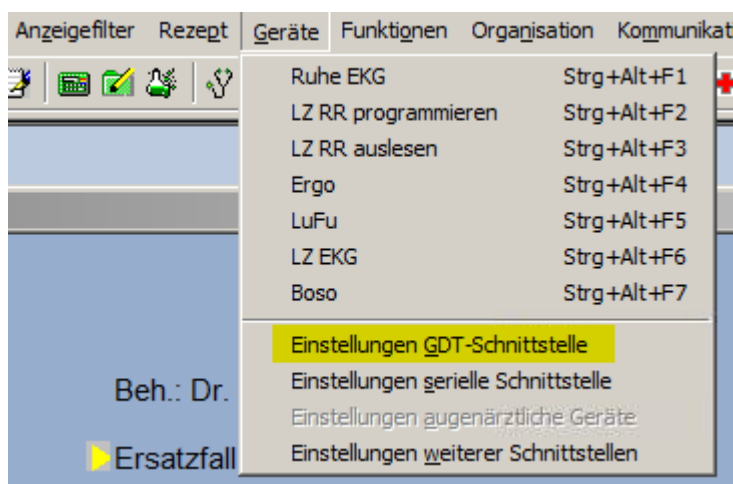 Anzeigefilter Rezept Geräte Funktionen Organisation Kommunikat
Ruhe EKG Strg+Alt+F1
LZ RR programmieren Strg+Alt+F2
LZ RR auslesen Strg+Alt+F3
Ergo Strg+Alt+F4
LuFu Strg+Alt+F5
LZ EKG Strg+Alt+F6
Boso Strg+Alt+F7
Einstellungen GDT-Schnittstelle
Einstellungen serielle Schnittstelle
Einstellungen augenärztliche Geräte
Einstellungen weiterer Schnittstellen
Beh.: Dr.
Ersatzfall